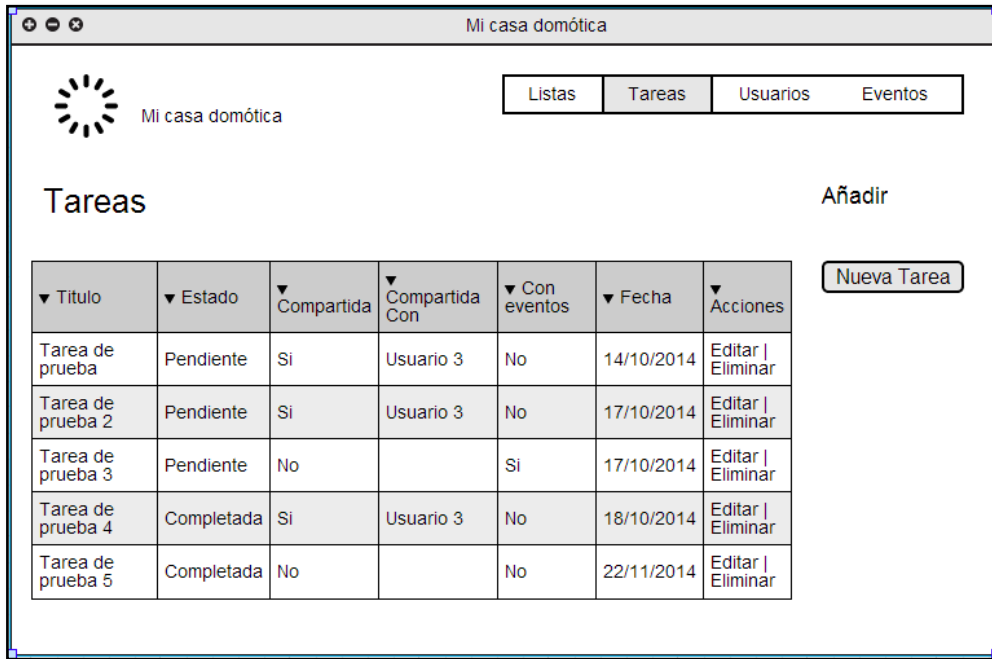 Mi casa domótica
Listas Tareas Usuarios Eventos
Mi casa domótica
Tareas
Añadir
Nueva Tarea
▼ Titulo ▼ Estado ▼ Compartida ▼ Compartida Con ▼ Con eventos ▼ Fecha ▼ Acciones
Tarea de prueba Pendiente Si Usuario 3 No 14/10/2014 Editar | Eliminar
Tarea de prueba 2 Pendiente Si Usuario 3 No 17/10/2014 Editar | Eliminar
Tarea de prueba 3 Pendiente No Si 17/10/2014 Editar | Eliminar
Tarea de prueba 4 Completada Si Usuario 3 No 18/10/2014 Editar | Eliminar
Tarea de prueba 5 Completada No No 22/11/2014 Editar | Eliminar